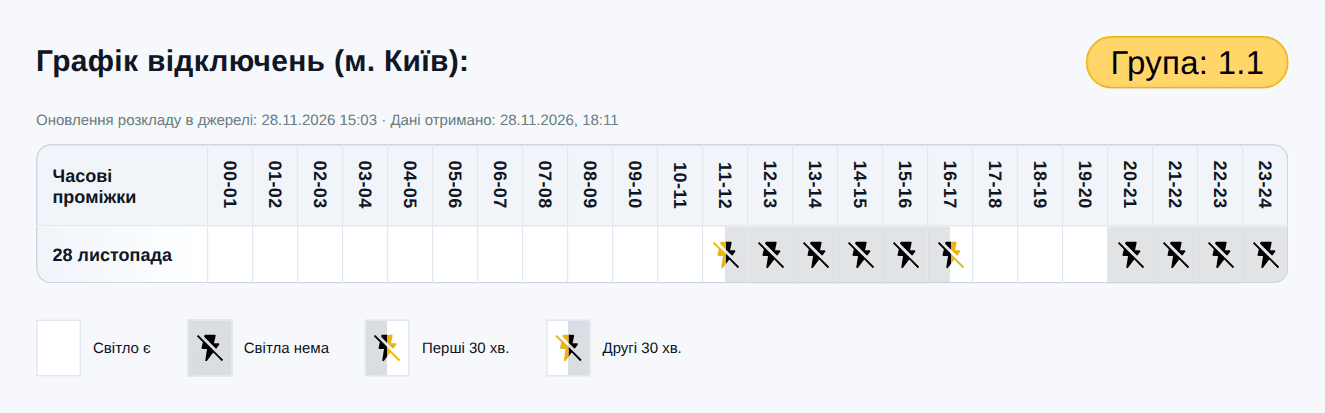 Графік відключень (м. Київ):
Група: 1.1
Оновлення розкладу в джерелі: 28.11.2026 15:03 · Дані отримано: 28.11.2026, 18:11
Часові
проміжки
00-01
01-02
02-03
03-04
04-05
05-06
06-07
07-08
08-09
09-10
10-11
11-12
12-13
13-14
14-15
15-16
16-17
17-18
18-19
19-20
20-21
21-22
22-23
23-24
28 листопада
Світло є
Світла нема
Перші 30 хв.
Другі 30 хв.